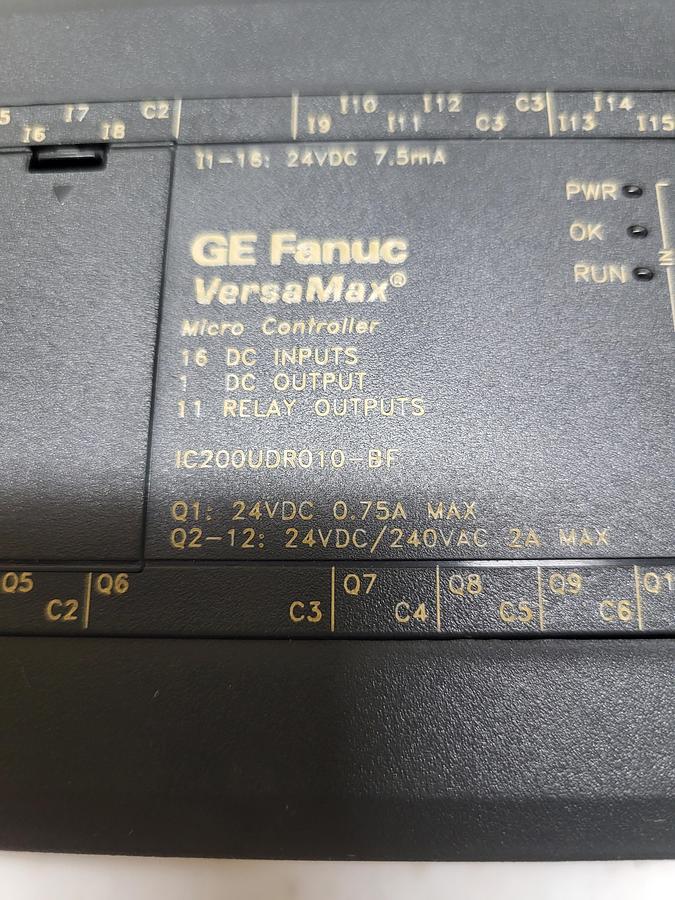 I6 I7 I8 C2 I9 I10 I11 I12 C3 C3 I13 I14 I15
I1-16: 24VDC 7.5mA
PWR
OK
RUN
GE Fanuc
VersaMax®
Micro Controller
16 DC INPUTS
1 DC OUTPUT
11 RELAY OUTPUTS
IC200UDR010-BF
Q1: 24VDC 0.75A MAX
Q2-12: 24VDC/240VAC 2A MAX
Q5 C2 Q6 C3 Q7 C4 Q8 C5 Q9 C6